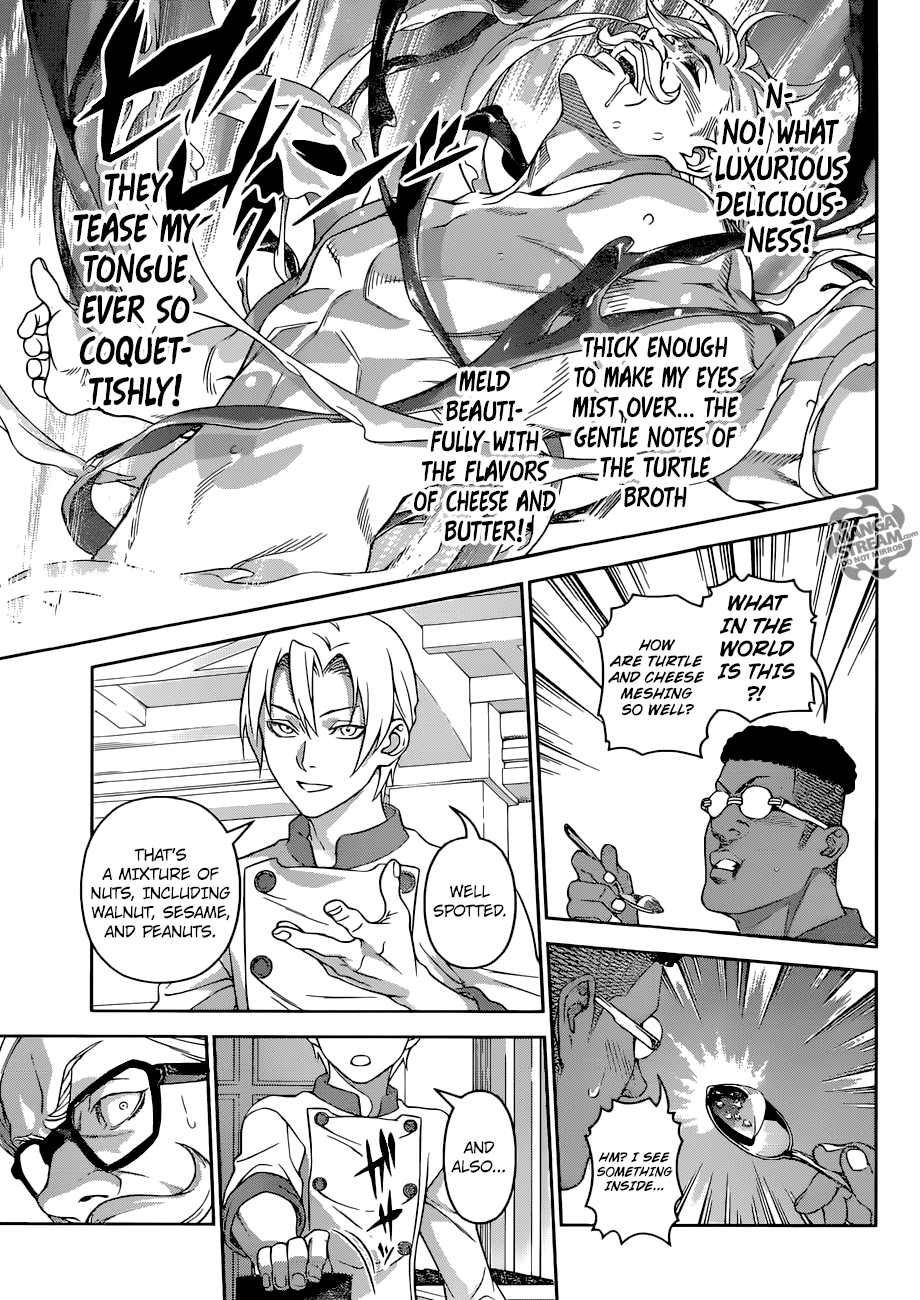 N-
NO! WHAT
LUXURIOUS
DELICIOUS-
NESS!
THICK ENOUGH
TO MAKE MY EYES
MIST OVER... THE
GENTLE NOTES OF
THE TURTLE
BROTH
MELD
BEAUTI-
FULLY WITH
THE FLAVORS
OF CHEESE AND
BUTTER!
THEY
TEASE MY
TONGUE
EVER SO
COQUET-
TISHLY!
ドクッ
MANGA
STREAM.com
DO NOT MIRROR
WHAT
IN THE
WORLD
IS THIS
?!
HOW
ARE TURTLE
AND CHEESE
MESHING
SO WELL?
HM? I SEE
SOMETHING
INSIDE...
WELL
SPOTTED.
THAT'S
A MIXTURE OF
NUTS, INCLUDING
WALNUT, SESAME,
AND PEANUTS.
AND
ALSO...